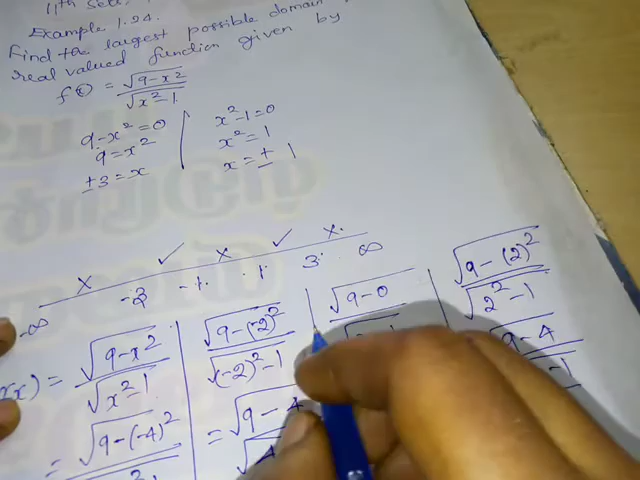 11th
Example 1.24.
Find the largest possible domain
real valued function given by
f(x) = √(9-x²) / √(x²-1)
9-x² = 0 | x²-1=0
9 = x² | x² = 1
±3 = x | x = ± 1
x ✓ x ✓ x
-∞ -3 -1 1 3 ∞
= √(9-x²) / √(x²-1) | √(9-(-2)²) / √((-2)²-1) | √(9-0) | √(9-(2)²) / √(2²-1)
= √(9-(-4)²) | = √(9-4) | 9-4